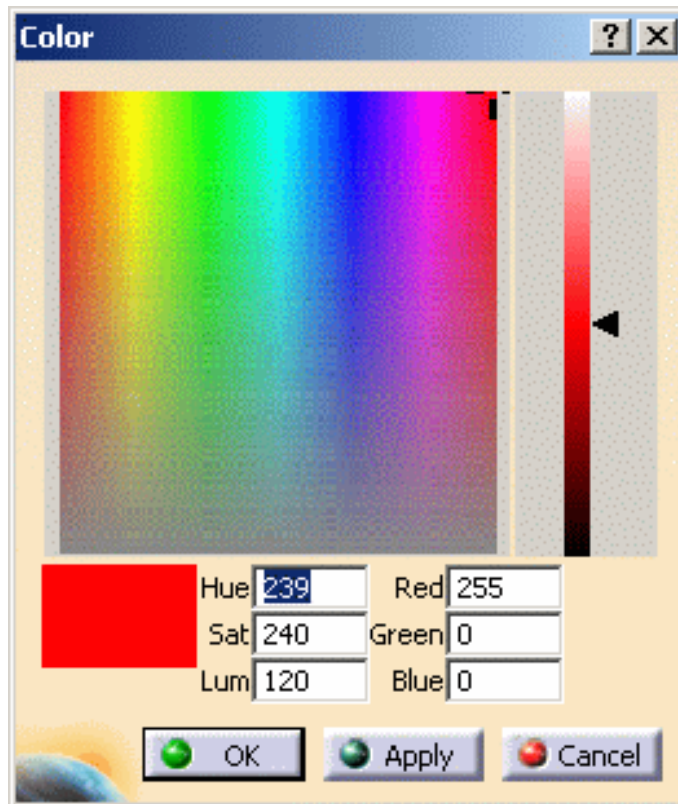 Color
Hue 239 Red 255
Sat 240 Green 0
Lum 120 Blue 0
OK Apply Cancel